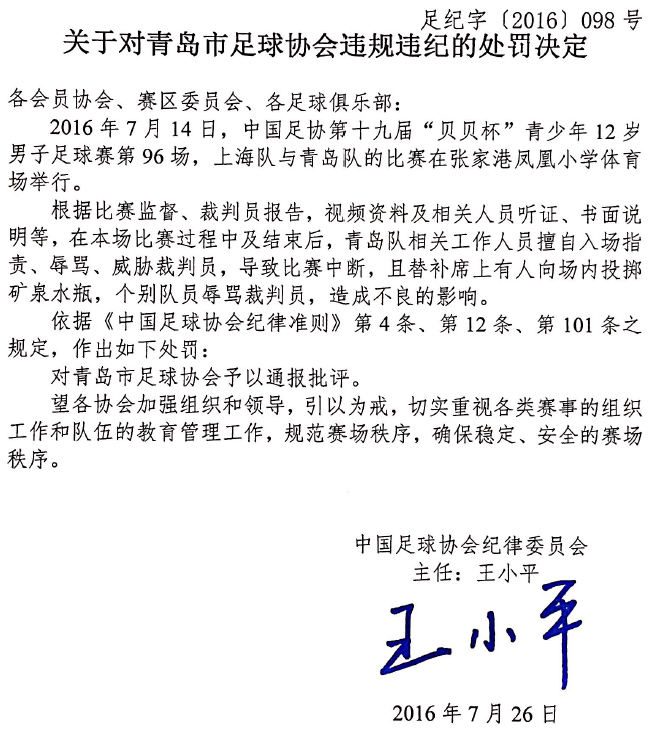 足纪字〔2016〕098 号
关于对青岛市足球协会违规违纪的处罚决定
各会员协会、赛区委员会、各足球俱乐部：
2016 年 7 月 14 日，中国足协第十九届“贝贝杯”青少年 12 岁
男子足球赛第 96 场，上海队与青岛队的比赛在张家港凤凰小学体育
场举行。
根据比赛监督、裁判员报告，视频资料及相关人员听证、书面说
明等，在本场比赛过程中及结束后，青岛队相关工作人员擅自入场指
责、辱骂、威胁裁判员，导致比赛中断，且替补席上有人向场内投掷
矿泉水瓶，个别队员辱骂裁判员，造成不良的影响。
依据《中国足球协会纪律准则》第 4 条、第 12 条、第 101 条之
规定，作出如下处罚：
对青岛市足球协会予以通报批评。
望各协会加强组织和领导，引以为戒，切实重视各类赛事的组织
工作和队伍的教育管理工作，规范赛场秩序，确保稳定、安全的赛场
秩序。
中国足球协会纪律委员会
主任：王小平
王小平
2016 年 7 月 26 日